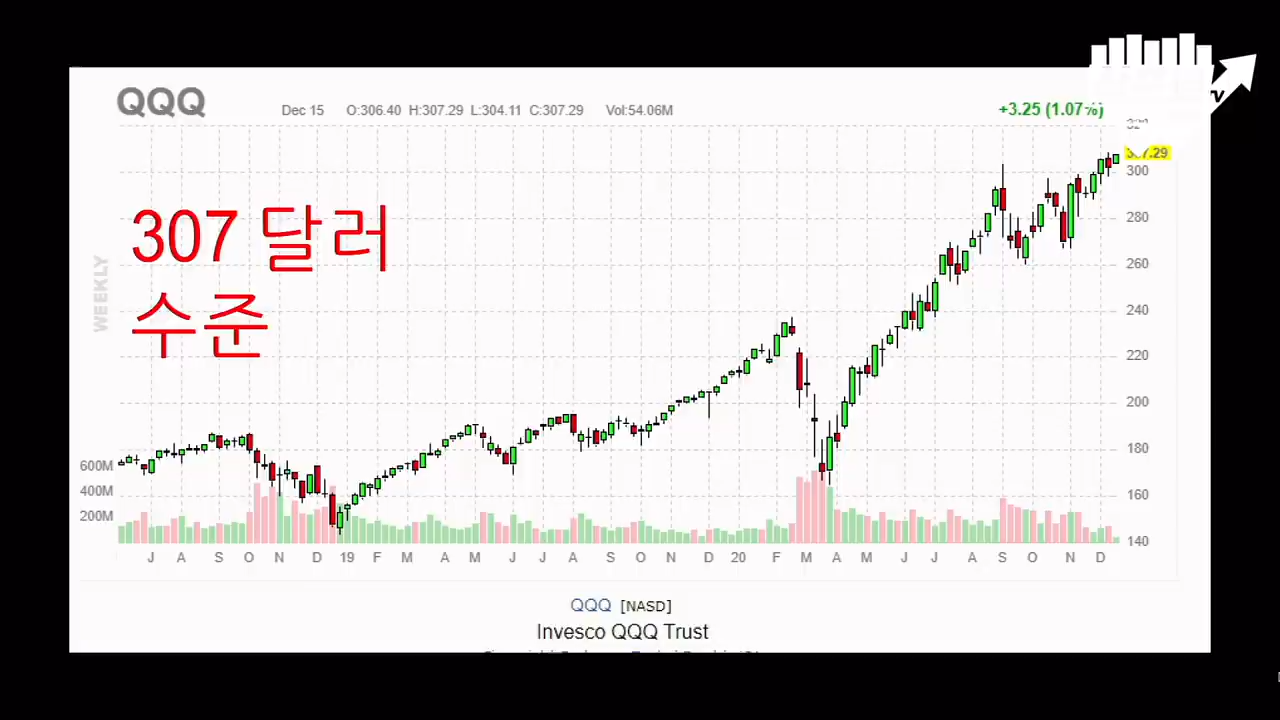 QQQ
Dec 15 O:306.40 H:307.29 L:304.11 C:307.29 Vol:54.06M
+3.25 (1.07%)
307 달러
수준
WEEKLY
300
280
260
240
220
200
180
160
140
600M
400M
200M
J A S O N D 19 F M A M J J A S O N D 20 F M A M J J A S O N D
QQQ [NASD]
Invesco QQQ Trust